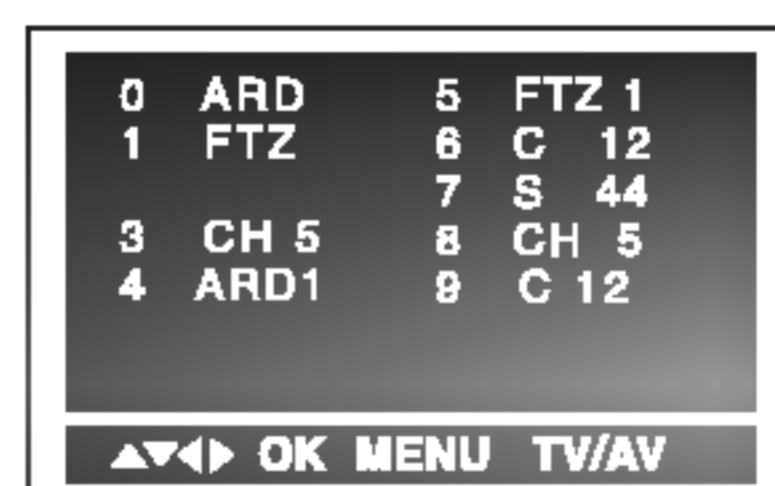 0 ARD 5 FTZ 1
1 FTZ 6 C 12
7 S 44
3 CH 5 8 CH 5
4 ARD1 9 C 12
▲▼◀▶ OK MENU TV/AV